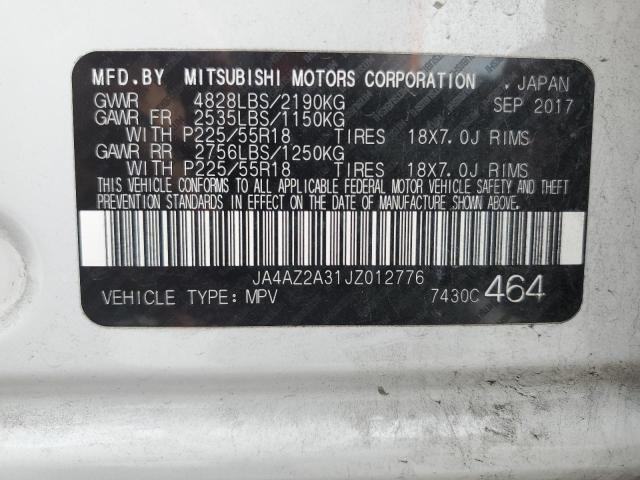 MFD.BY MITSUBISHI MOTORS CORPORATION . JAPAN
GVWR 4828LBS/2190KG SEP 2017
GAWR FR 2535LBS/1150KG
WITH P225/55R18 TIRES 18X7.0J RIMS
GAWR RR 2756LBS/1250KG
WITH P225/55R18 TIRES 18X7.0J RIMS
THIS VEHICLE CONFORMS TO ALL APPLICABLE FEDERAL MOTOR VEHICLE SAFETY AND THEFT
PREVENTION STANDARDS IN EFFECT ON THE DATE OF MANUFACTURE SHOWN ABOVE.
JA4AZ2A31JZ012776
VEHICLE TYPE: MPV 7430C 464